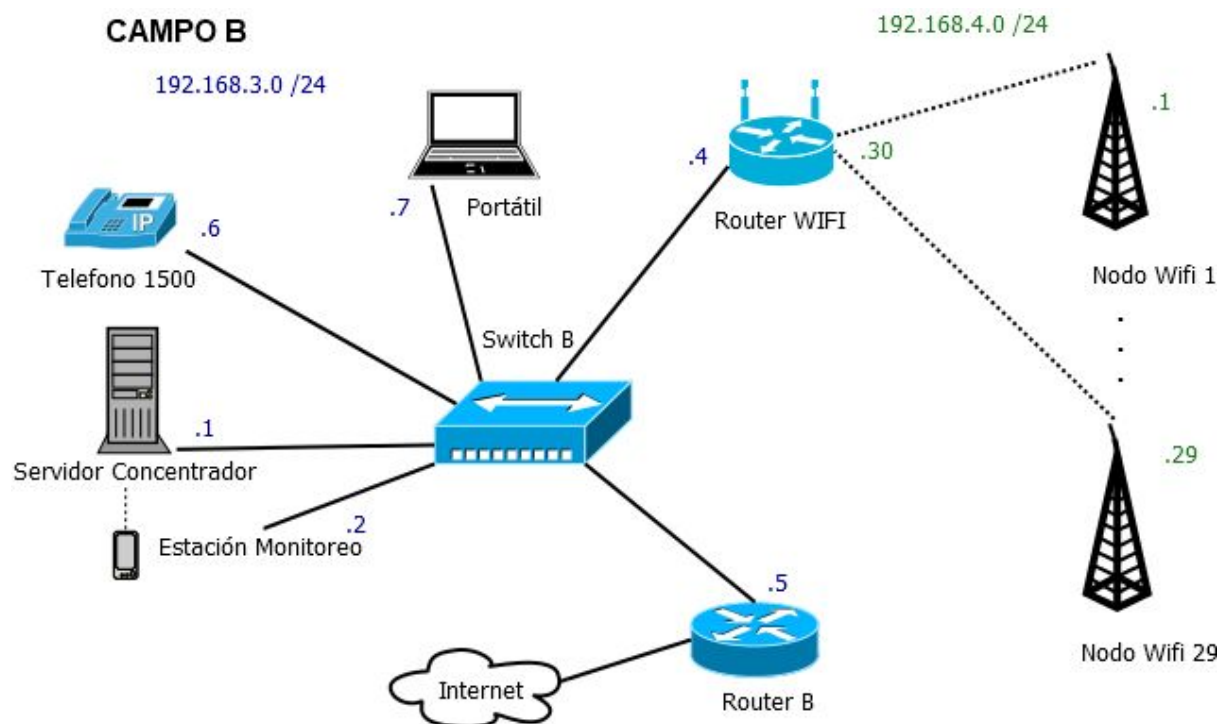 CAMPO B
192.168.3.0 /24
192.168.4.0 /24
.1
.4
.30
IP
.6
.7
Portátil
Router WIFI
Telefono 1500
Nodo Wifi 1
Switch B
.1
Servidor Concentrador
.29
.2
Estación Monitoreo
.5
Nodo Wifi 29
Internet
Router B